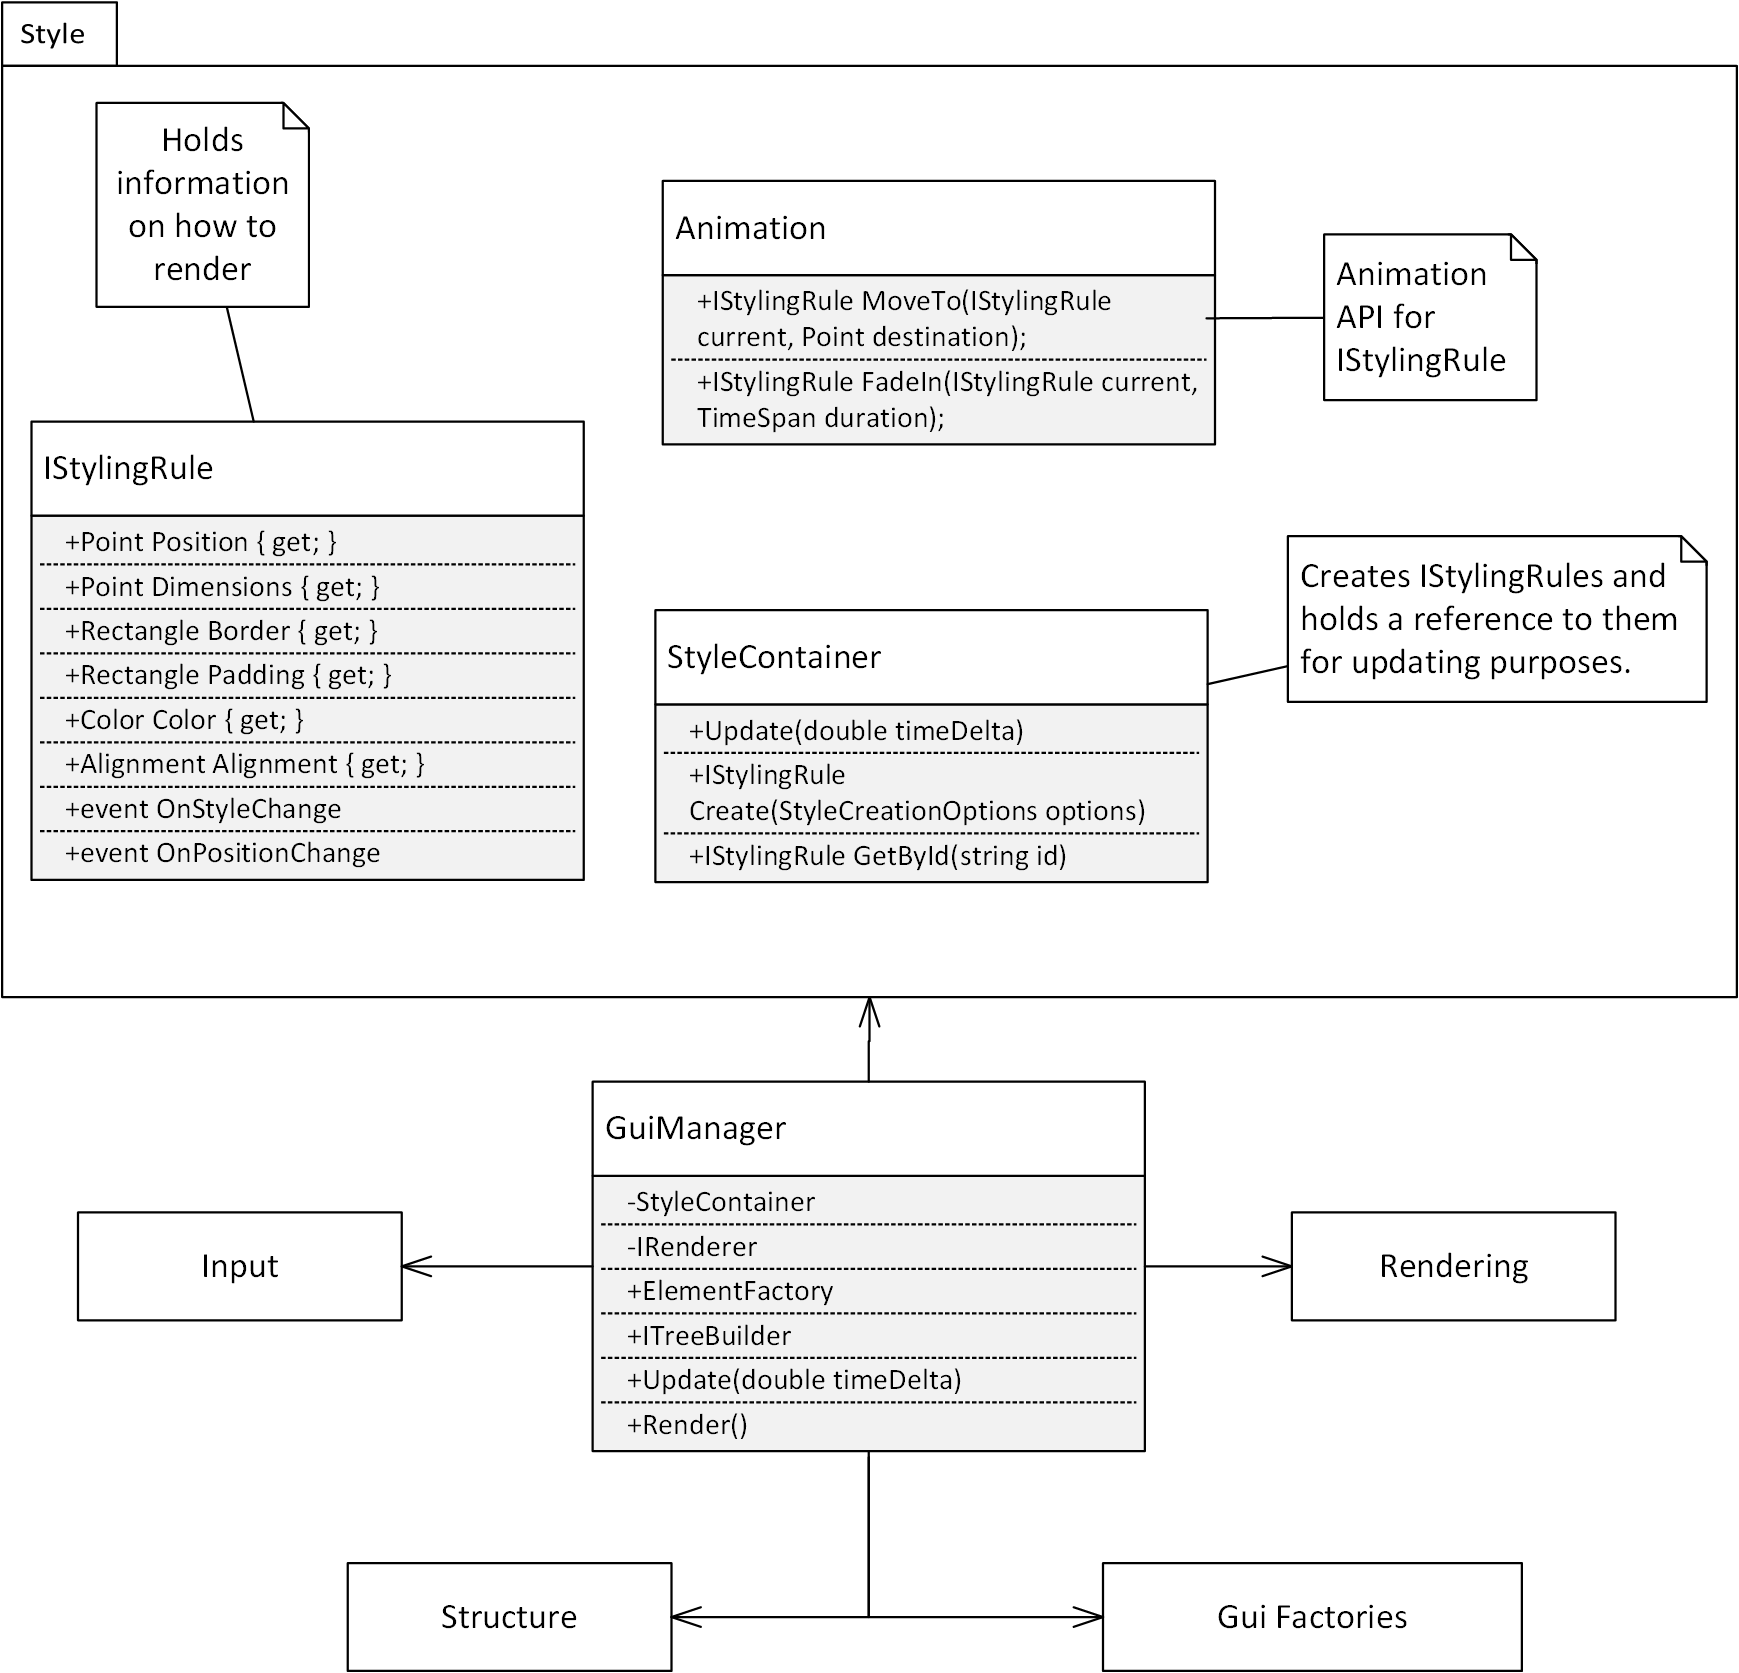 Style
Holds
information
on how to
render
Animation
+IStylingRule MoveTo(IStylingRule
current, Point destination);
+IStylingRule FadeIn(IStylingRule current,
TimeSpan duration);
Animation
API for
IStylingRule
IStylingRule
+Point Position { get; }
+Point Dimensions { get; }
+Rectangle Border { get; }
+Rectangle Padding { get; }
+Color Color { get; }
+Alignment Alignment { get; }
+event OnStyleChange
+event OnPositionChange
StyleContainer
+Update(double timeDelta)
+IStylingRule
Create(StyleCreationOptions options)
+IStylingRule GetById(string id)
Creates IStylingRules and
holds a reference to them
for updating purposes.
GuiManager
-StyleContainer
-IRenderer
+ElementFactory
+ITreeBuilder
+Update(double timeDelta)
+Render()
Input
Rendering
Structure
Gui Factories